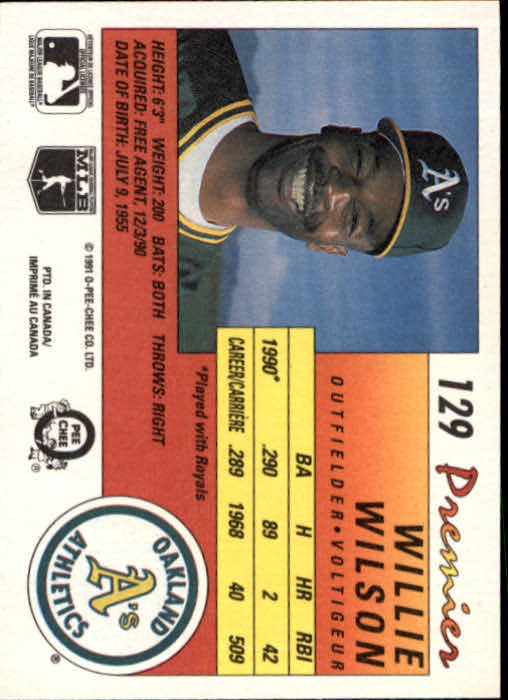 129 Premier
WILLIE
WILSON
OUTFIELDER • VOLTIGEUR
BA H HR RBI
1990* .290 89 2 42
CAREER/CARRIÈRE .289 1968 40 509
*Played with Royals
A's
HEIGHT: 6'3" WEIGHT: 200 BATS: BOTH THROWS: RIGHT
ACQUIRED: FREE AGENT, 12/3/90
DATE OF BIRTH: JULY 9, 1955
OAKLAND
A's
ATHLETICS
®
MLB
© 1991 O-PEE-CHEE CO. LTD.
PTD. IN CANADA/
IMPRIMÉ AU CANADA
O
PEE
CHEE
®